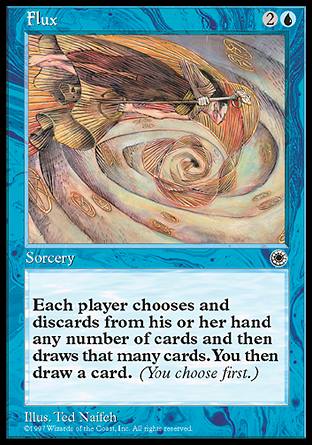 Flux 2
Sorcery
Each player chooses and
discards from his or her hand
any number of cards and then
draws that many cards. You then
draw a card. (You choose first.)
Illus. Ted Naifeh
©1997 Wizards of the Coast, Inc. All rights reserved.